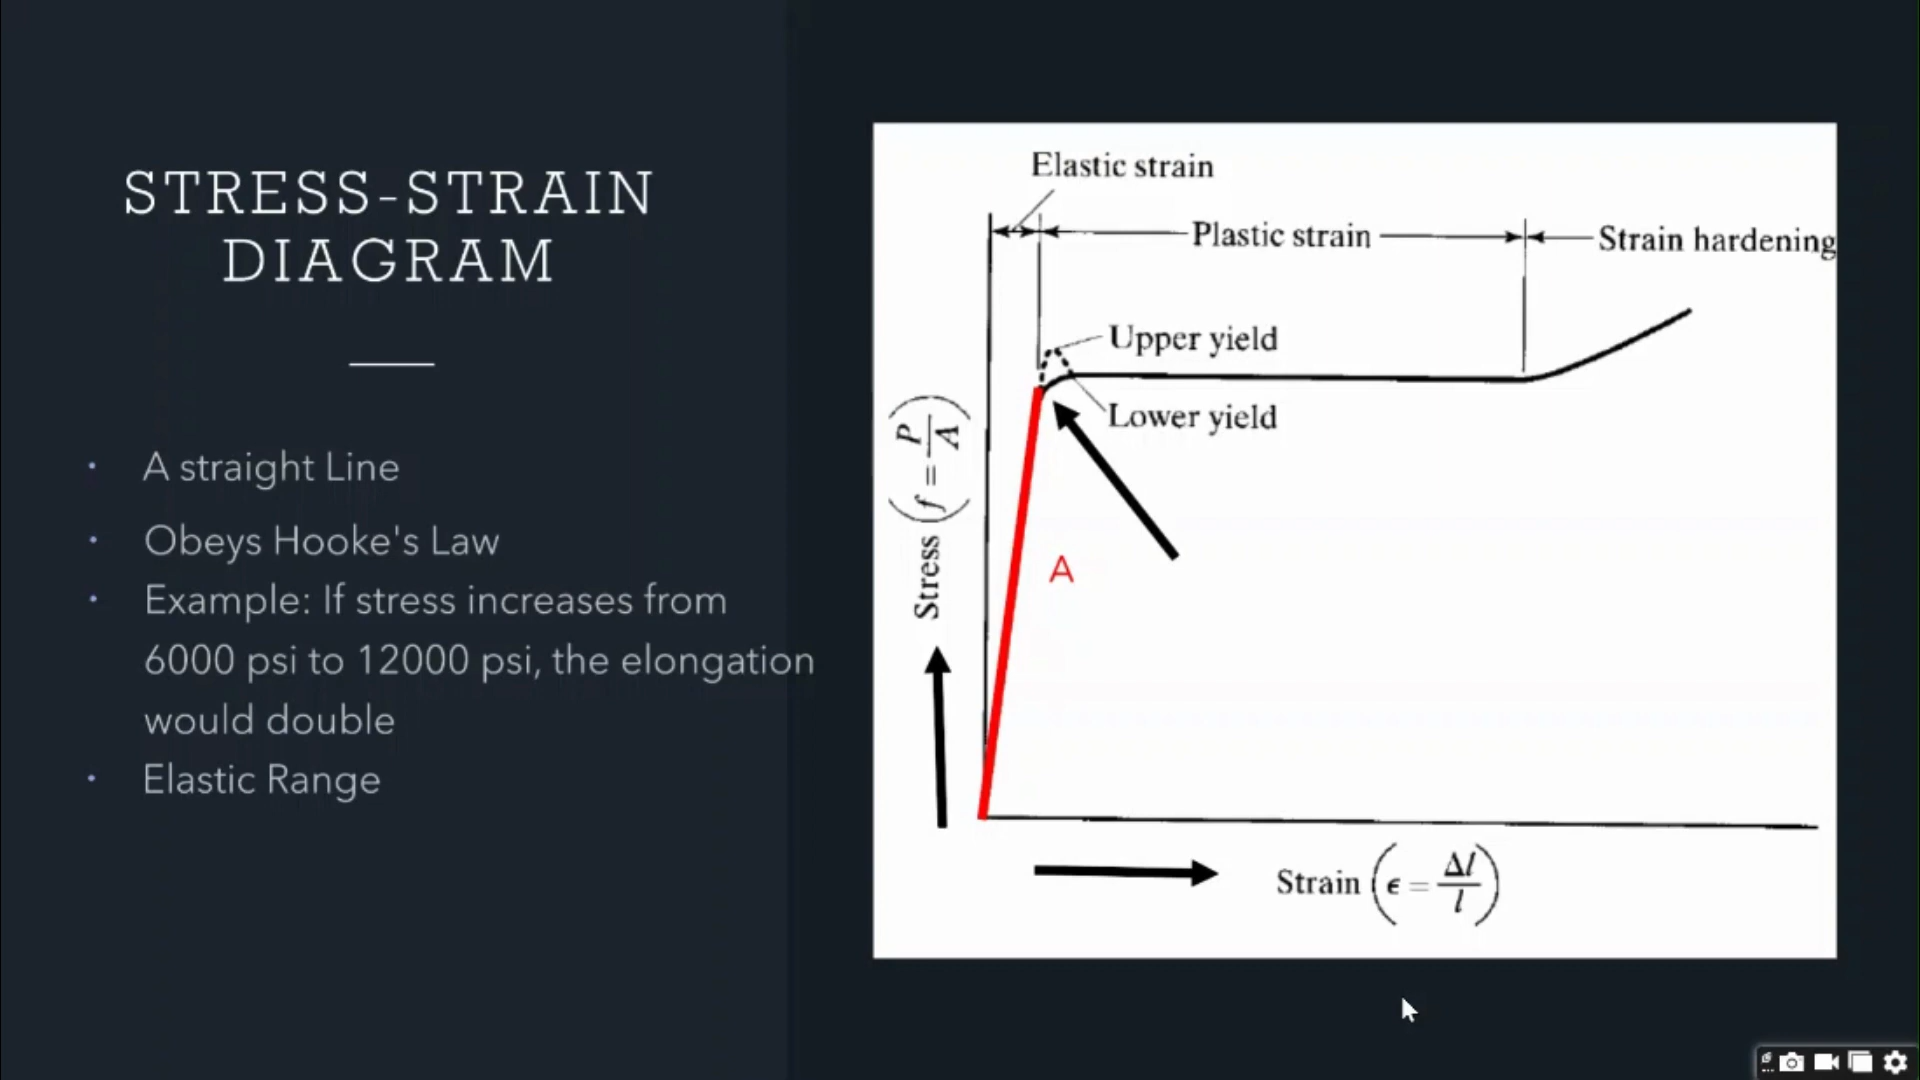 STRESS-STRAIN
DIAGRAM
• A straight Line
• Obeys Hooke's Law
• Example: If stress increases from
6000 psi to 12000 psi, the elongation
would double
• Elastic Range
Elastic strain
Plastic strain
Strain hardening
Upper yield
Lower yield
A
Stress (f = P/A)
Strain (ϵ = Δl/l)